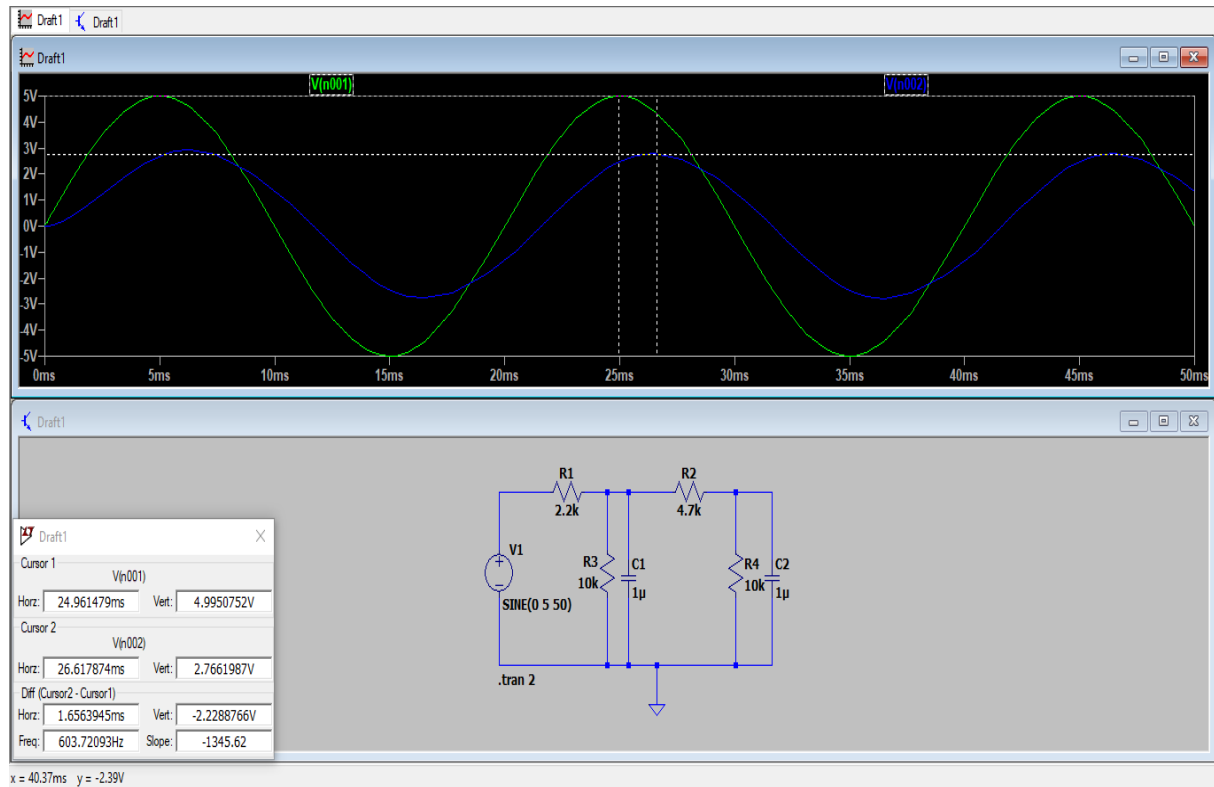 Draft1 Draft1
Draft1
V(n001) V(n002)
5V
4V
3V
2V
1V
0V
-1V
-2V
-3V
-4V
-5V
0ms 5ms 10ms 15ms 20ms 25ms 30ms 35ms 40ms 45ms 50ms
Draft1
R1 R2
2.2k 4.7k
V1
R3 C1 R4 C2
10k 1µ 10k 1µ
SINE(0 5 50)
.tran 2
Draft1
Cursor 1
V(n001)
Horz: 24.961479ms Vert: 4.9950752V
Cursor 2
V(n002)
Horz: 26.617874ms Vert: 2.7661987V
Diff (Cursor2 - Cursor1)
Horz: 1.6563945ms Vert: -2.2288766V
Freq: 603.72093Hz Slope: -1345.62
x = 40.37ms y = -2.39V